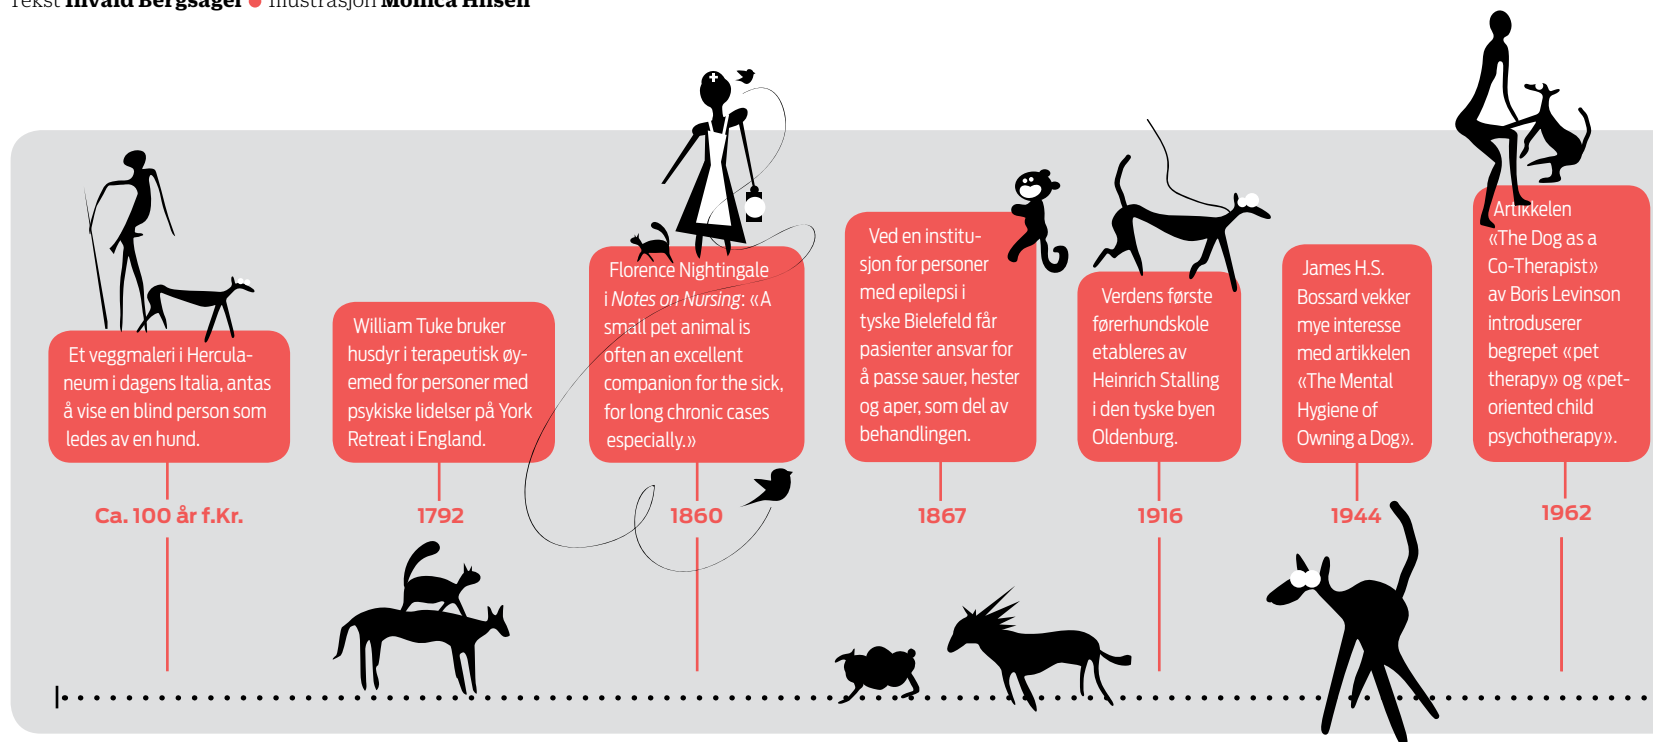 Tekst Invald Bergsagel ● Illustrasjon Monica Hilsen
Et veggmaleri i Hercula-
neum i dagens Italia, antas
å vise en blind person som
ledes av en hund.
Ca. 100 år f.Kr.
William Tuke bruker
husdyr i terapeutisk øy-
emed for personer med
psykiske lidelser på York
Retreat i England.
1792
Florence Nightingale
i Notes on Nursing: «A
small pet animal is
often an excellent
companion for the sick,
for long chronic cases
especially.»
1860
Ved en institu-
sjon for personer
med epilepsi i
tyske Bielefeld får
pasienter ansvar for
å passe sauer, hester
og aper, som del av
behandlingen.
1867
Verdens første
førerhundskole
etableres av
Heinrich Stalling
i den tyske byen
Oldenburg.
1916
James H.S.
Bossard vekker
mye interesse
med artikkelen
«The Mental
Hygiene of
Owning a Dog».
1944
Artikkelen
«The Dog as a
Co-Therapist»
av Boris Levinson
introduserer
begrepet «pet
therapy» og «pet-
oriented child
psychotherapy».
1962